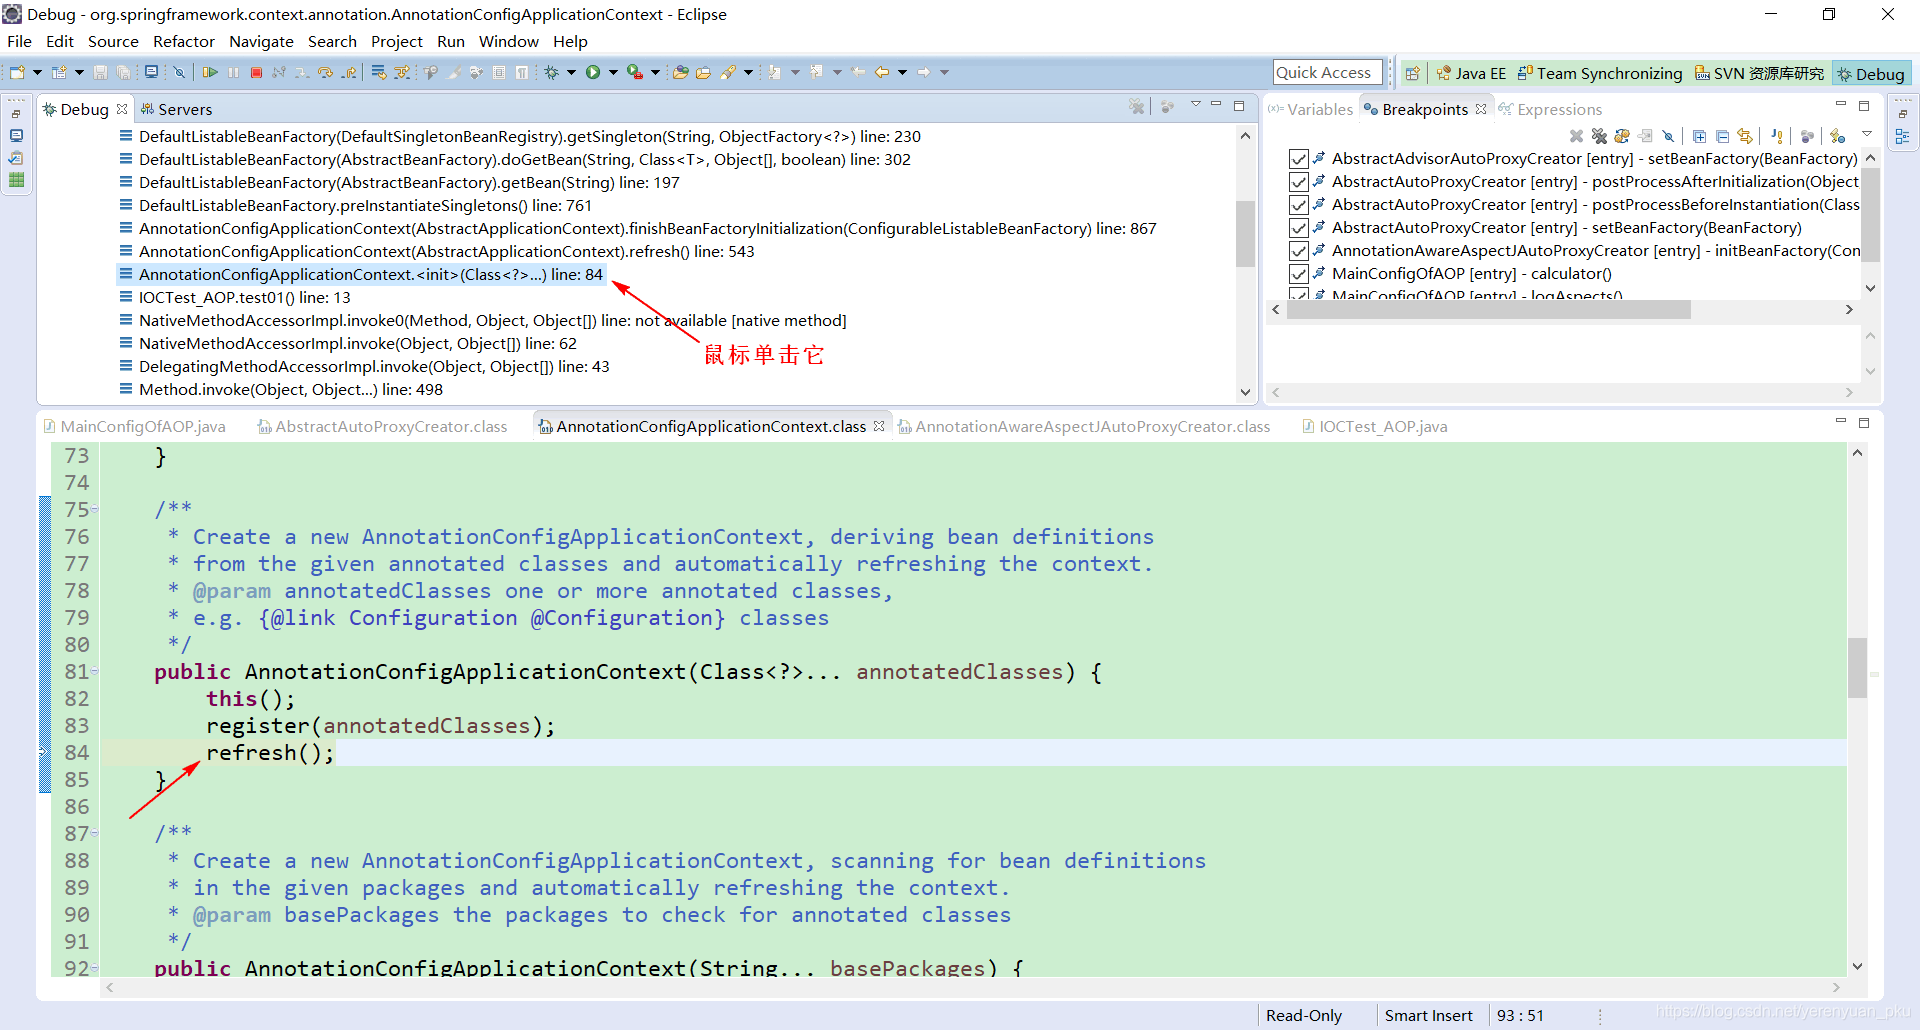 Debug - org.springframework.context.annotation.AnnotationConfigApplicationContext - Eclipse
File Edit Source Refactor Navigate Search Project Run Window Help
Quick Access Java EE Team Synchronizing SVN 资源库研究 Debug
Debug Servers
DefaultListableBeanFactory(DefaultSingletonBeanRegistry).getSingleton(String, ObjectFactory<?>) line: 230
DefaultListableBeanFactory(AbstractBeanFactory).doGetBean(String, Class<T>, Object[], boolean) line: 302
DefaultListableBeanFactory(AbstractBeanFactory).getBean(String) line: 197
DefaultListableBeanFactory.preInstantiateSingletons() line: 761
AnnotationConfigApplicationContext(AbstractApplicationContext).finishBeanFactoryInitialization(ConfigurableListableBeanFactory) line: 867
AnnotationConfigApplicationContext(AbstractApplicationContext).refresh() line: 543
AnnotationConfigApplicationContext.<init>(Class<?>...) line: 84
IOCTest_AOP.test01() line: 13
NativeMethodAccessorImpl.invoke0(Method, Object, Object[]) line: not available [native method]
NativeMethodAccessorImpl.invoke(Object, Object[]) line: 62
DelegatingMethodAccessorImpl.invoke(Object, Object[]) line: 43
Method.invoke(Object, Object...) line: 498
鼠标单击它
(x)= Variables Breakpoints Expressions
AbstractAdvisorAutoProxyCreator [entry] - setBeanFactory(BeanFactory)
AbstractAutoProxyCreator [entry] - postProcessAfterInitialization(Object
AbstractAutoProxyCreator [entry] - postProcessBeforeInstantiation(Class
AbstractAutoProxyCreator [entry] - setBeanFactory(BeanFactory)
AnnotationAwareAspectJAutoProxyCreator [entry] - initBeanFactory(Con
MainConfigOfAOP [entry] - calculator()
MainConfigOfAOP [entry] - logAspects()
MainConfigOfAOP.java AbstractAutoProxyCreator.class AnnotationConfigApplicationContext.class AnnotationAwareAspectJAutoProxyCreator.class IOCTest_AOP.java
73 }
74
75 /**
76 * Create a new AnnotationConfigApplicationContext, deriving bean definitions
77 * from the given annotated classes and automatically refreshing the context.
78 * @param annotatedClasses one or more annotated classes,
79 * e.g. {@link Configuration @Configuration} classes
80 */
81 public AnnotationConfigApplicationContext(Class<?>... annotatedClasses) {
82 this();
83 register(annotatedClasses);
84 refresh();
85 }
86
87 /**
88 * Create a new AnnotationConfigApplicationContext, scanning for bean definitions
89 * in the given packages and automatically refreshing the context.
90 * @param basePackages the packages to check for annotated classes
91 */
92 public AnnotationConfigApplicationContext(String... basePackages) {
Read-Only Smart Insert 93 : 51
https://blog.csdn.net/yerenyuan_pku